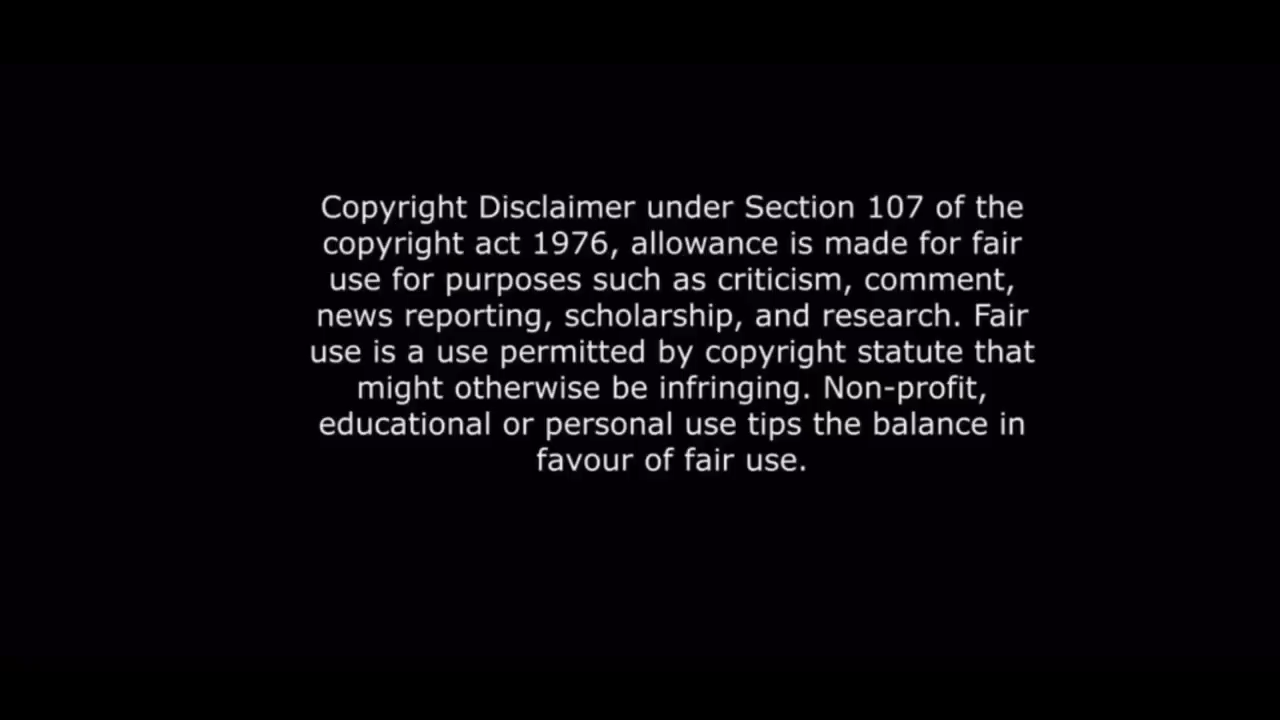 Copyright Disclaimer under Section 107 of the
copyright act 1976, allowance is made for fair
use for purposes such as criticism, comment,
news reporting, scholarship, and research. Fair
use is a use permitted by copyright statute that
might otherwise be infringing. Non-profit,
educational or personal use tips the balance in
favour of fair use.